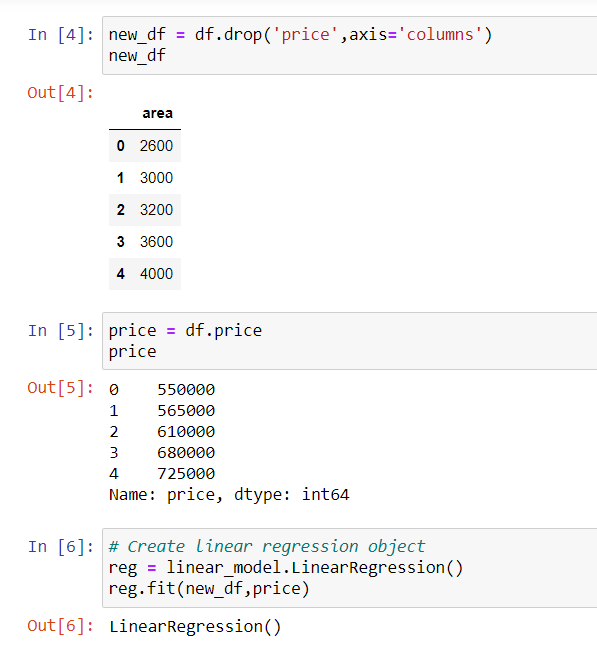 In [4]: new_df = df.drop('price',axis='columns')
new_df
Out[4]:
area
0 2600
1 3000
2 3200
3 3600
4 4000
In [5]: price = df.price
price
Out[5]: 0    550000
1    565000
2    610000
3    680000
4    725000
Name: price, dtype: int64
In [6]: # Create linear regression object
reg = linear_model.LinearRegression()
reg.fit(new_df,price)
Out[6]: LinearRegression()